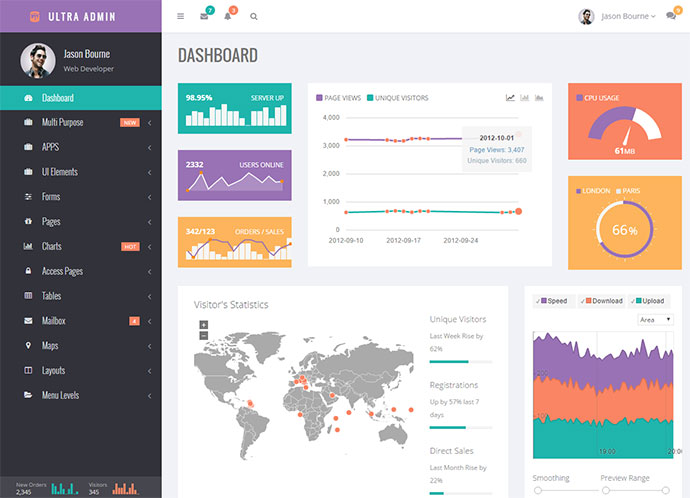 ULTRA ADMIN
7
3
Jason Bourne
9
Jason Bourne
Web Developer
Dashboard
Multi Purpose NEW
APPS
UI Elements
Forms
Pages
Charts HOT
Access Pages
Tables
Mailbox 4
Maps
Layouts
Menu Levels
New Orders
2,345
Visitors
345
DASHBOARD
98.95% SERVER UP
2332 USERS ONLINE
342/123 ORDERS / SALES
PAGE VIEWS UNIQUE VISITORS
4,000
3,000
2,000
1,000
0
2012-09-10 2012-09-17 2012-09-24
2012-10-01
Page Views: 3,407
Unique Visitors: 660
CPU USAGE
61MB
LONDON PARIS
66%
Visitor's Statistics
+
−
Unique Visitors
Last Week Rise by
62%
Registrations
Up by 57% last 7
days
Direct Sales
Last Month Rise by
22%
Speed Download Upload
Area
19:00 20:0
Smoothing Preview Range